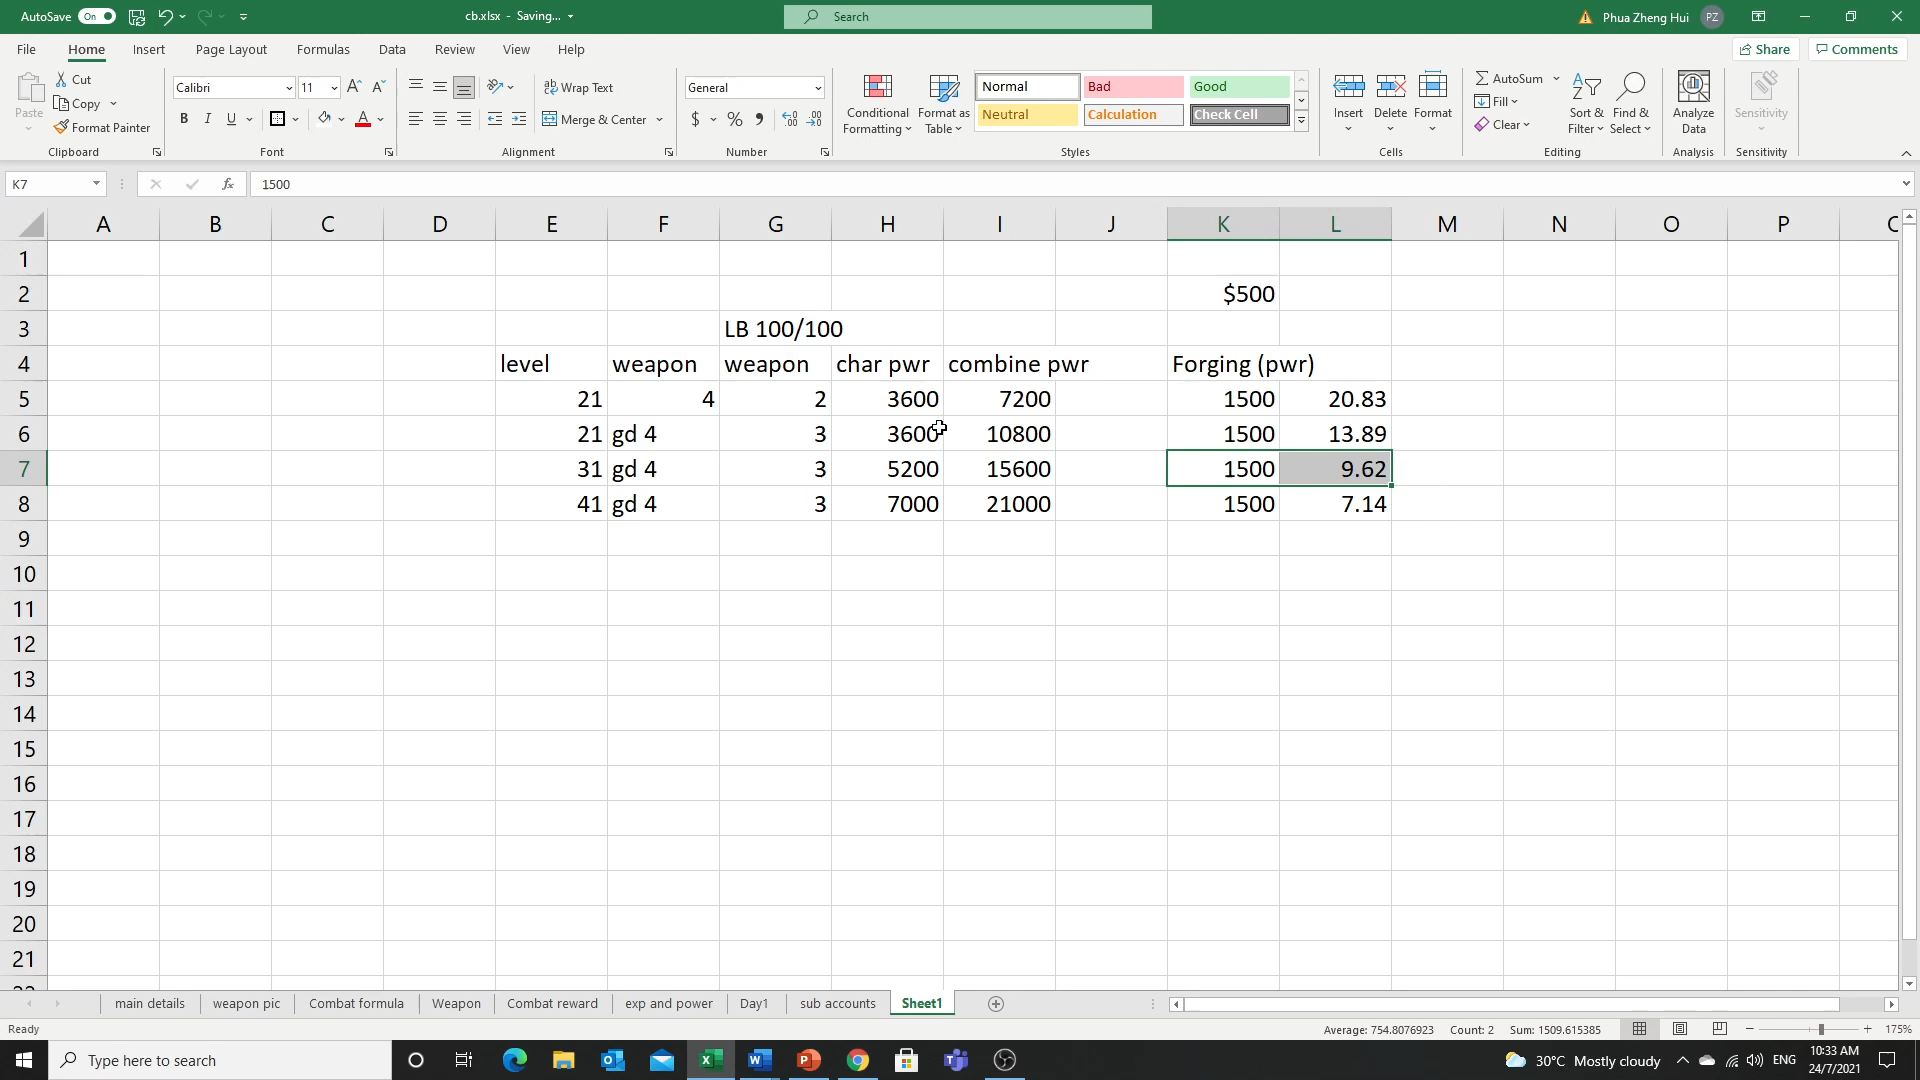 AutoSave On cb.xlsx - Saving... Search Phua Zheng Hui PZ
File Home Insert Page Layout Formulas Data Review View Help Share Comments
Paste Cut Copy Format Painter Clipboard
Calibri 11 A A B I U A Font
Wrap Text Merge & Center Alignment
General $ % 9 Number
Conditional Formatting Format as Table Normal Bad Good Neutral Calculation Check Cell Styles
Insert Delete Format Cells
AutoSum Fill Clear Sort & Filter Find & Select Editing
Analyze Data Analysis Sensitivity Sensitivity
K7 fx 1500
A B C D E F G H I J K L M N O P
1
2 $500
3 LB 100/100
4 level weapon weapon char pwr combine pwr Forging (pwr)
5 21 4 2 3600 7200 1500 20.83
6 21 gd 4 3 3600 10800 1500 13.89
7 31 gd 4 3 5200 15600 1500 9.62
8 41 gd 4 3 7000 21000 1500 7.14
9
10
11
12
13
14
15
16
17
18
19
20
21
main details weapon pic Combat formula Weapon Combat reward exp and power Day1 sub accounts Sheet1
Ready Average: 754.8076923 Count: 2 Sum: 1509.615385 175%
Type here to search 30°C Mostly cloudy ENG 10:33 AM
24/7/2021